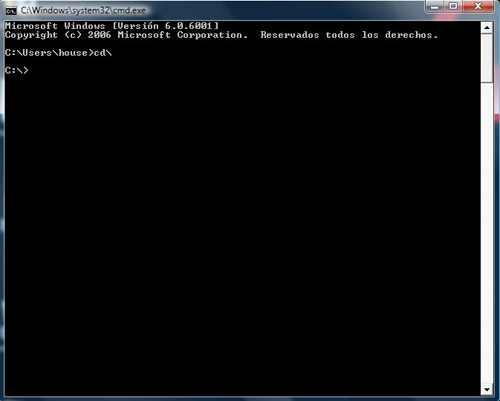 C:\Windows\system32\cmd.exe
Microsoft Windows [Versión 6.0.6001]
Copyright (c) 2006 Microsoft Corporation.  Reservados todos los derechos.
C:\Users\house>cd\
C:\>